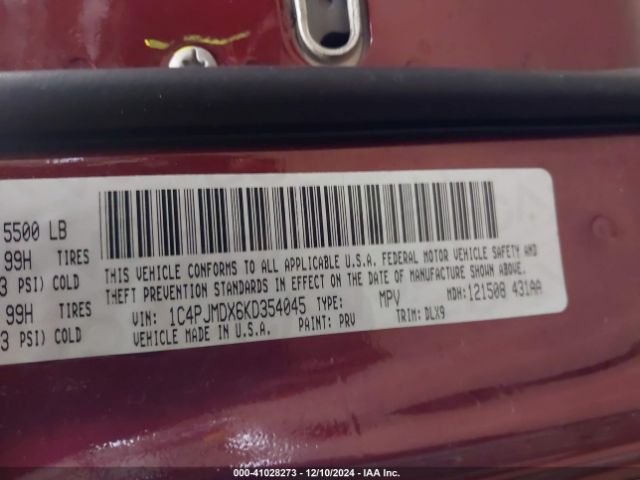 5500 LB
99H TIRES
3 PSI) COLD
99H TIRES
3 PSI) COLD
THIS VEHICLE CONFORMS TO ALL APPLICABLE U.S.A. FEDERAL MOTOR VEHICLE SAFETY AND
THEFT PREVENTION STANDARDS IN EFFECT ON THE DATE OF MANUFACTURE SHOWN ABOVE.
VIN: 1C4PJMDX6KD354045 TYPE: MPV MDH: 121508 431AA
VEHICLE MADE IN U.S.A. PAINT: PRV TRIM: DLX9
000-41028273 — 12/10/2024 — IAA Inc.